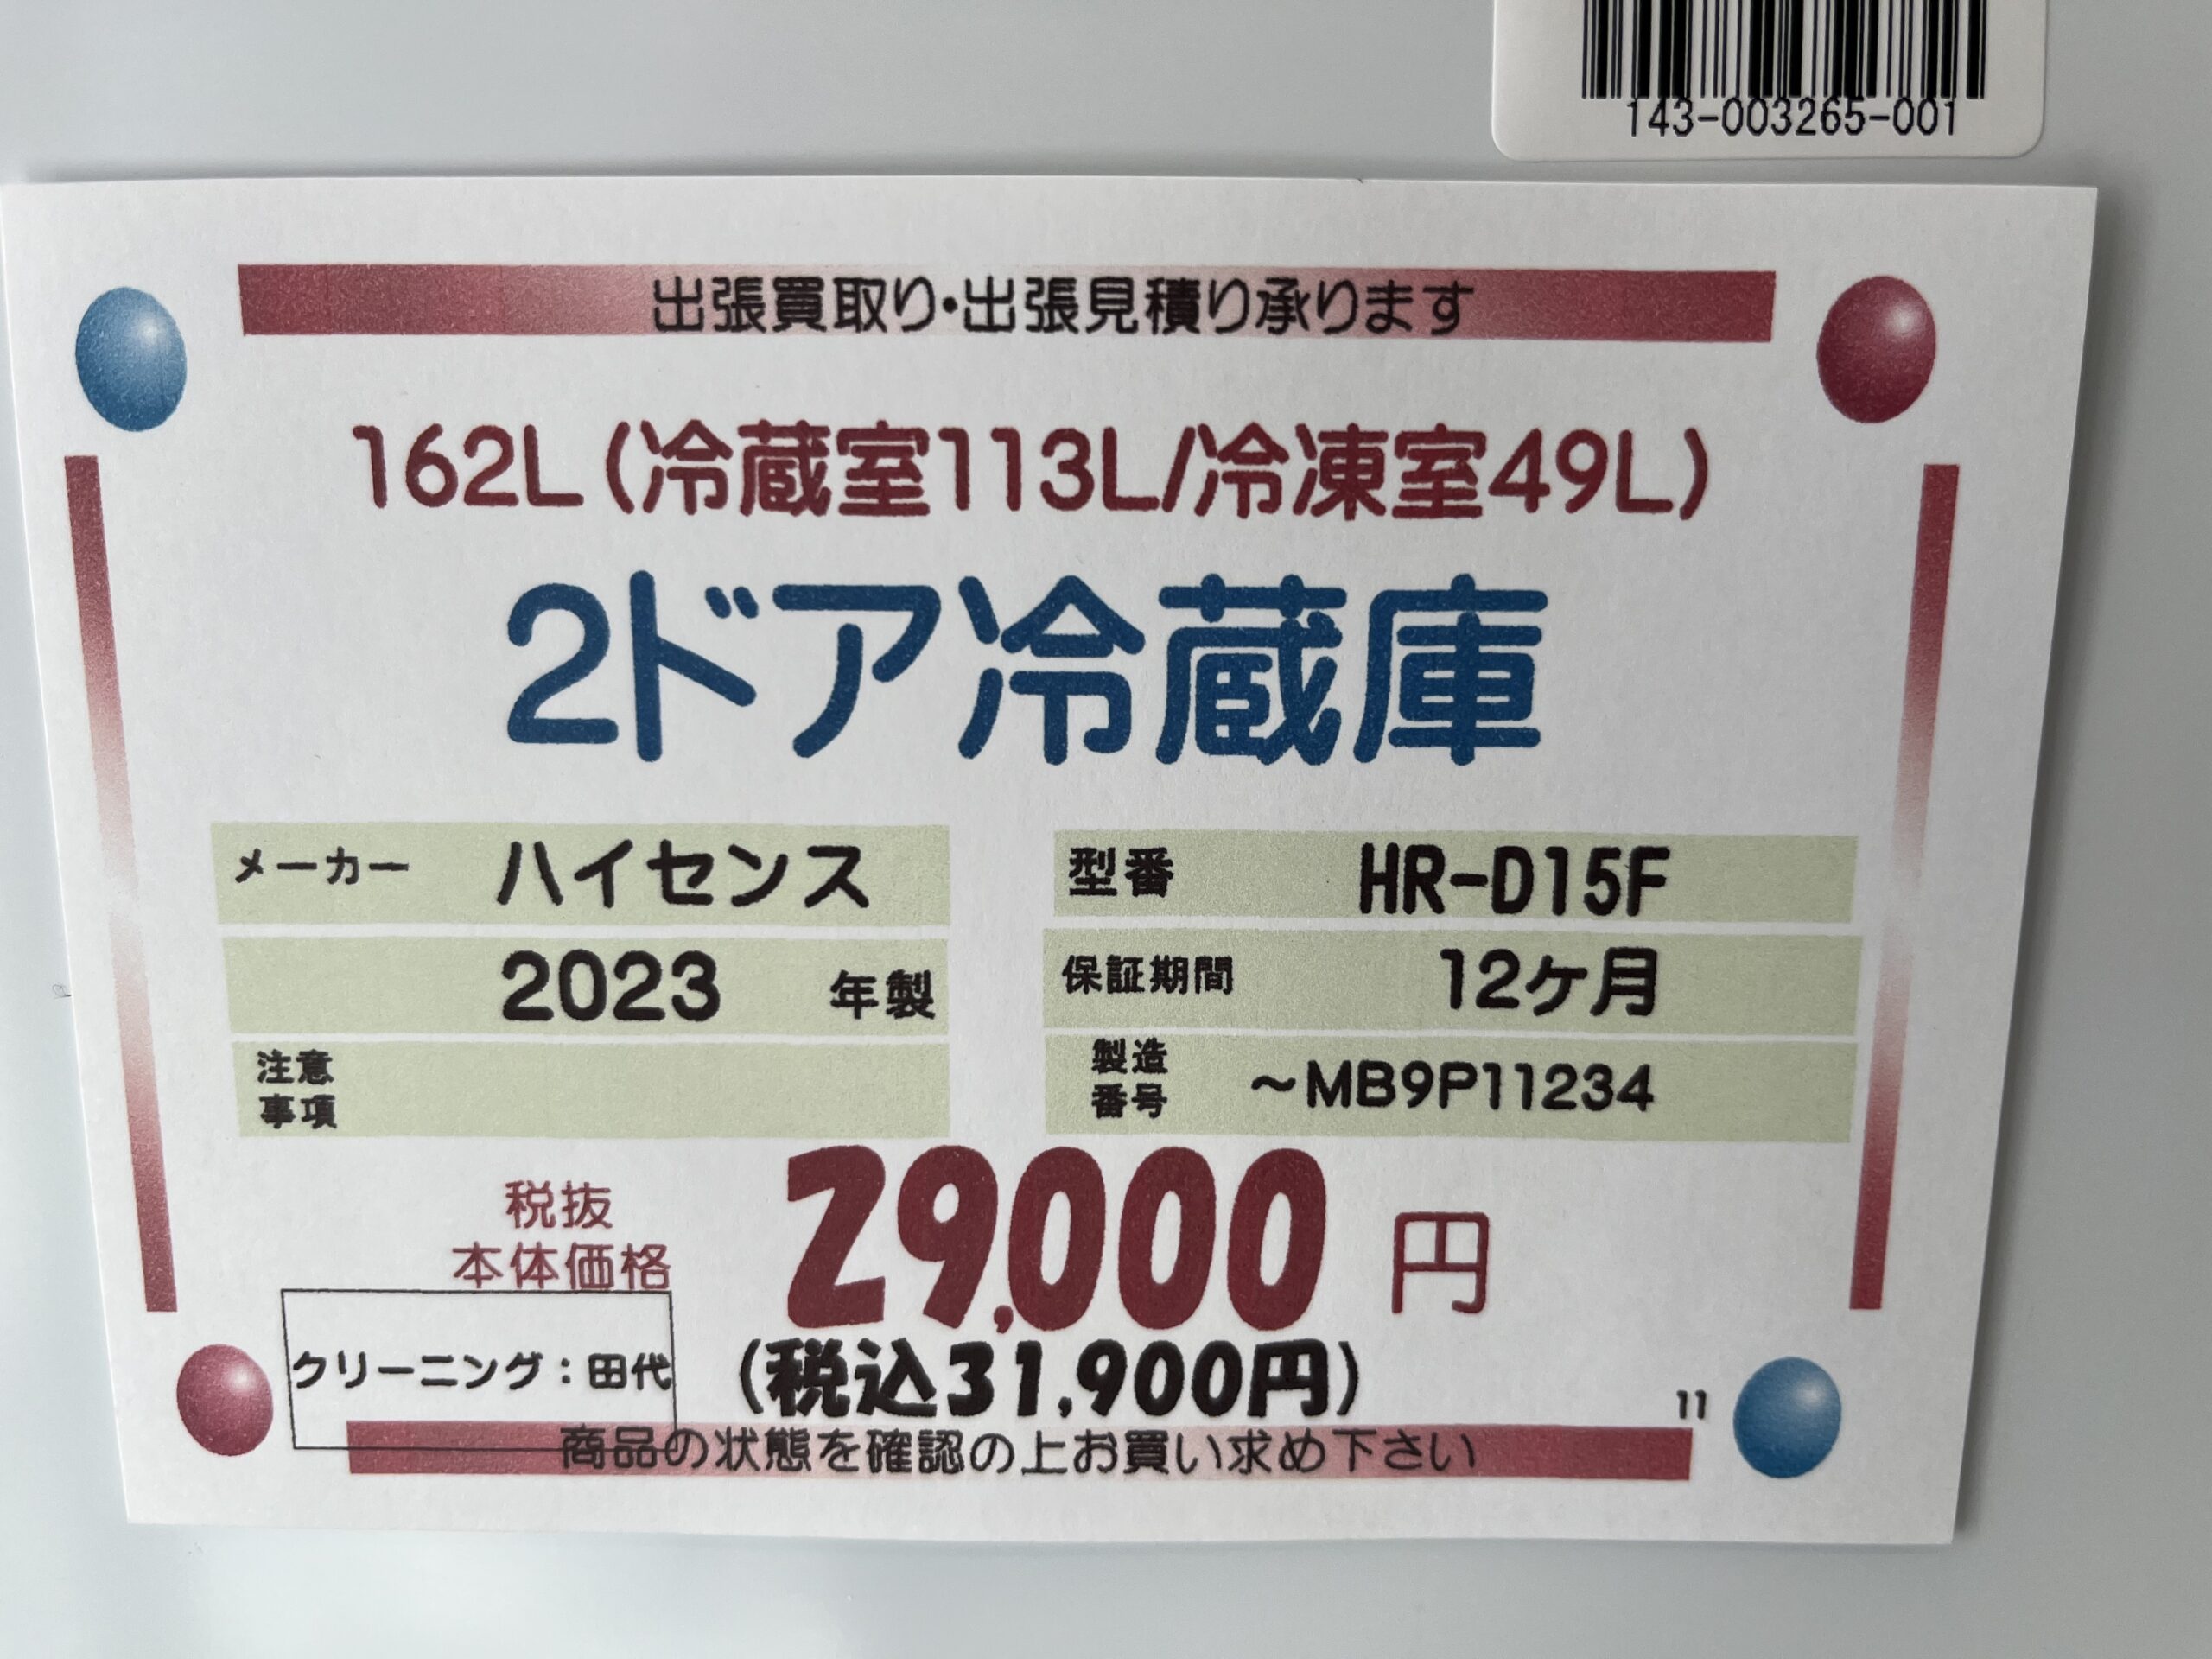 143-003265-001
出張買取り・出張見積り承ります
162L(冷蔵室113L/冷凍室49L)
2ドア冷蔵庫
メーカー ハイセンス 型番 HR-D15F
2023 年製 保証期間 12ヶ月
注意事項 製造番号 ～MB9P11234
税抜
本体価格 29,000 円
クリーニング：田代 (税込31,900円)
11
商品の状態を確認の上お買い求め下さい